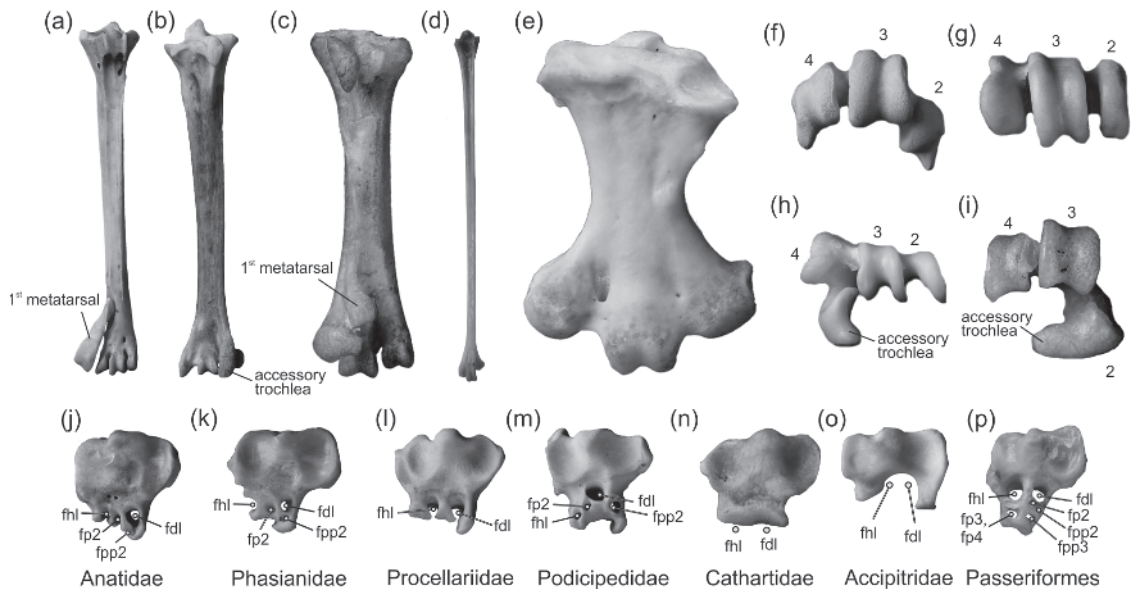 (a) (b) (c) (d) (e) (f) (g)
3
4
2
4 3 2
1st metatarsal
1st metatarsal
accessory
trochlea
(h) (i)
4
3 2
4
3
accessory
trochlea
accessory
trochlea
2
(j) (k) (l) (m) (n) (o) (p)
fhl fp2 fpp2 fdl
fhl fp2 fdl fpp2
fhl fdl
fp2 fhl fdl fpp2
fhl fdl
fhl fdl
fhl fp3, fp4 fdl fp2 fpp2 fpp3
Anatidae Phasianidae Procellariidae Podicipedidae Cathartidae Accipitridae Passeriformes